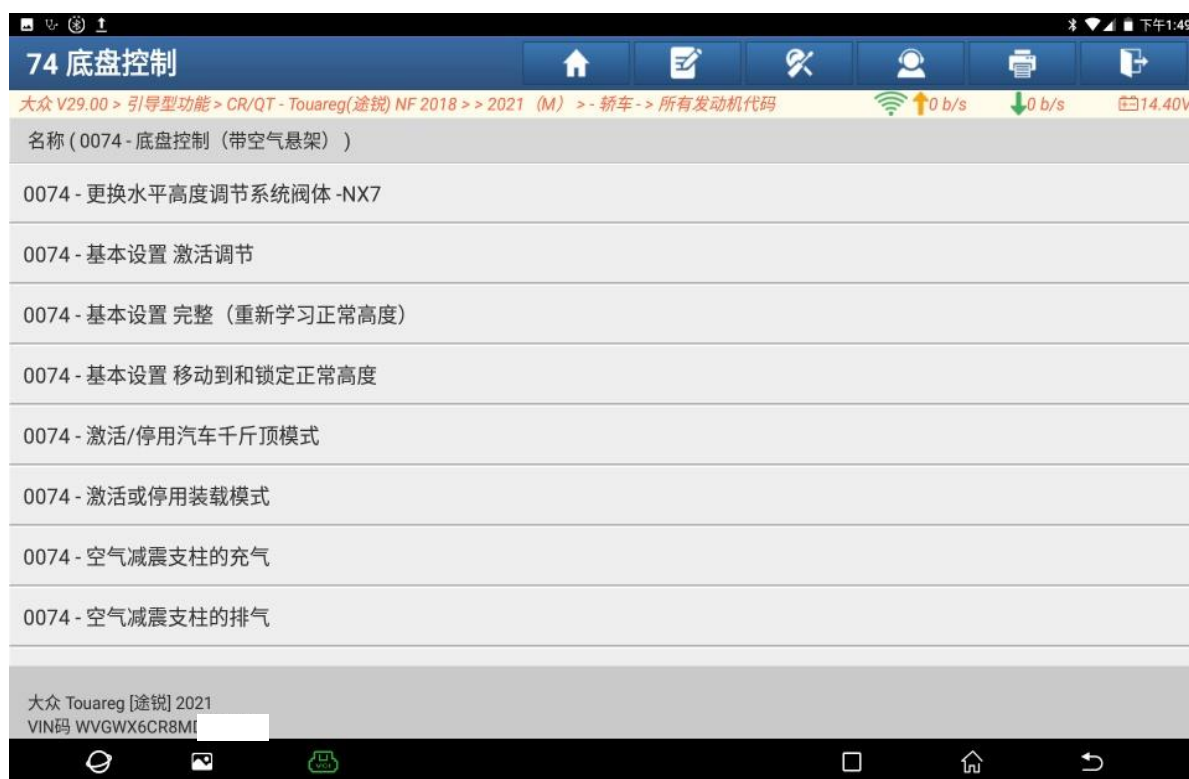 下午1:49
74 底盘控制
大众 V29.00 > 引导型功能 > CR/QT - Touareg(途锐) NF 2018 > > 2021 （M） > - 轿车 - > 所有发动机代码 0 b/s 0 b/s 14.40V
名称 ( 0074 - 底盘控制（带空气悬架） )
0074 - 更换水平高度调节系统阀体 -NX7
0074 - 基本设置 激活调节
0074 - 基本设置 完整（重新学习正常高度）
0074 - 基本设置 移动到和锁定正常高度
0074 - 激活/停用汽车千斤顶模式
0074 - 激活或停用装载模式
0074 - 空气减震支柱的充气
0074 - 空气减震支柱的排气
大众 Touareg [途锐] 2021
VIN码 WVGWX6CR8M
VCI